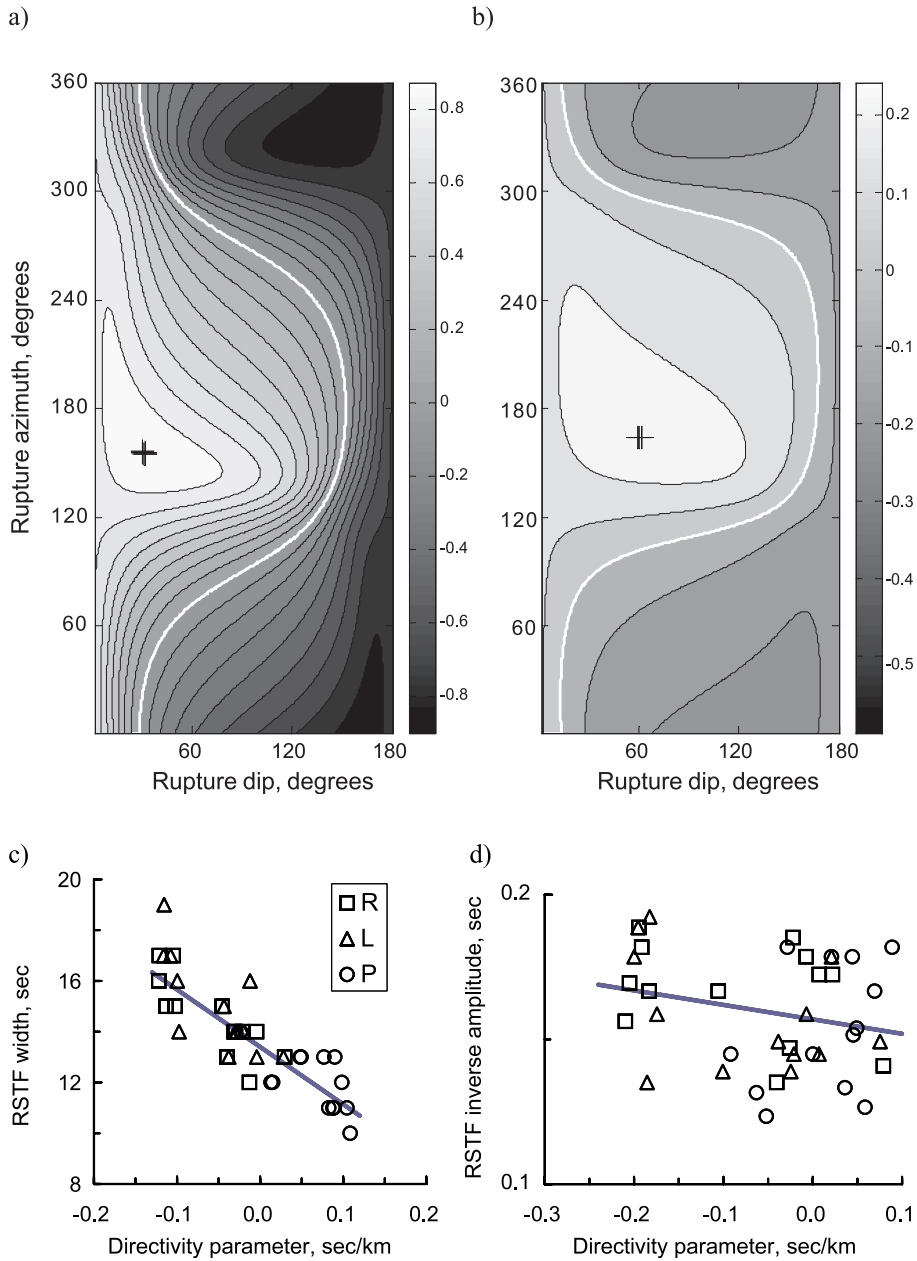 a)
b)
360
300
240
180
120
60
Rupture azimuth, degrees
60 120 180
Rupture dip, degrees
0.8
0.6
0.4
0.2
0
-0.2
-0.4
-0.6
-0.8
360
300
240
180
120
60
60 120 180
Rupture dip, degrees
0.2
0.1
0
-0.1
-0.2
-0.3
-0.4
-0.5
c)
20
16
12
8
RSTF width, sec
R
L
P
-0.2 -0.1 0.0 0.1 0.2
Directivity parameter, sec/km
d)
0.2
0.1
RSTF inverse amplitude, sec
-0.3 -0.2 -0.1 0.0 0.1
Directivity parameter, sec/km